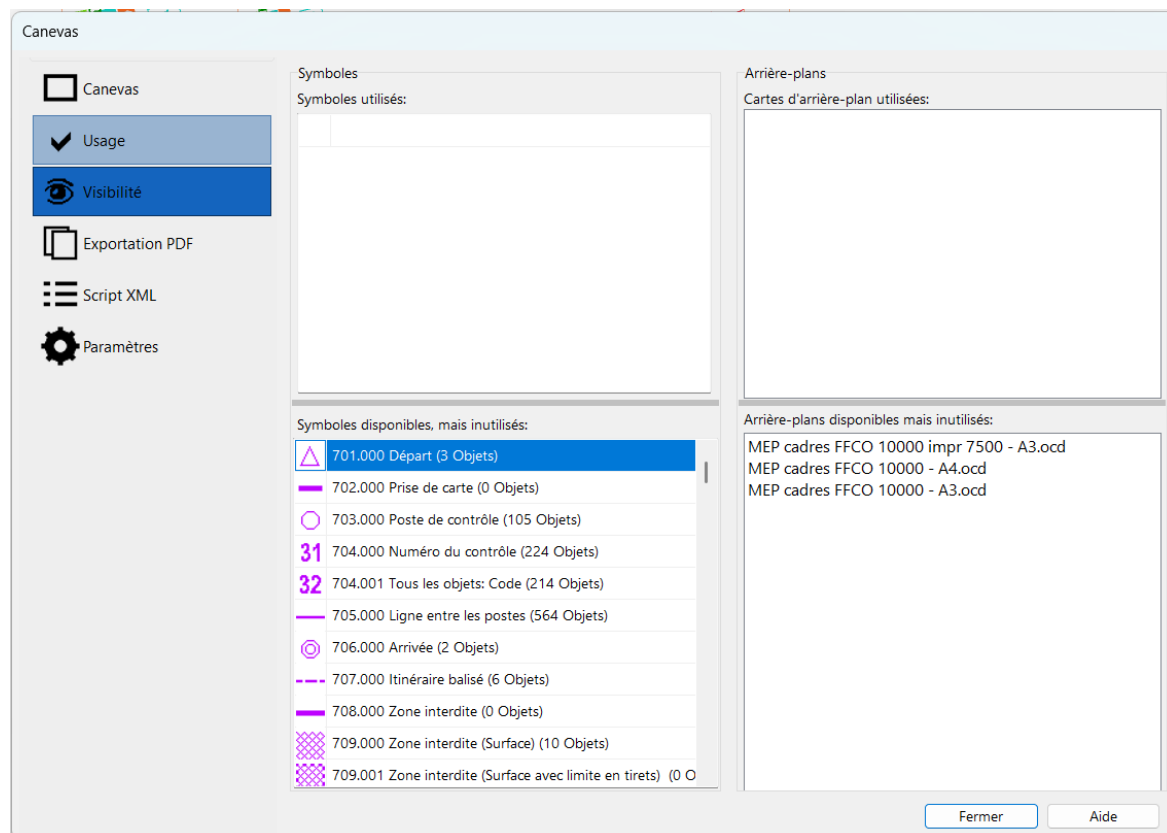 Canevas
Canevas
Usage
Visibilité
Exportation PDF
Script XML
Paramètres
Symboles
Symboles utilisés:
Symboles disponibles, mais inutilisés:
701.000 Départ (3 Objets)
702.000 Prise de carte (0 Objets)
703.000 Poste de contrôle (105 Objets)
31 704.000 Numéro du contrôle (224 Objets)
32 704.001 Tous les objets: Code (214 Objets)
705.000 Ligne entre les postes (564 Objets)
706.000 Arrivée (2 Objets)
707.000 Itinéraire balisé (6 Objets)
708.000 Zone interdite (0 Objets)
709.000 Zone interdite (Surface) (10 Objets)
709.001 Zone interdite (Surface avec limite en tirets) (0 O
Arrière-plans
Cartes d'arrière-plan utilisées:
Arrière-plans disponibles mais inutilisés:
MEP cadres FFCO 10000 impr 7500 - A3.ocd
MEP cadres FFCO 10000 - A4.ocd
MEP cadres FFCO 10000 - A3.ocd
Fermer
Aide